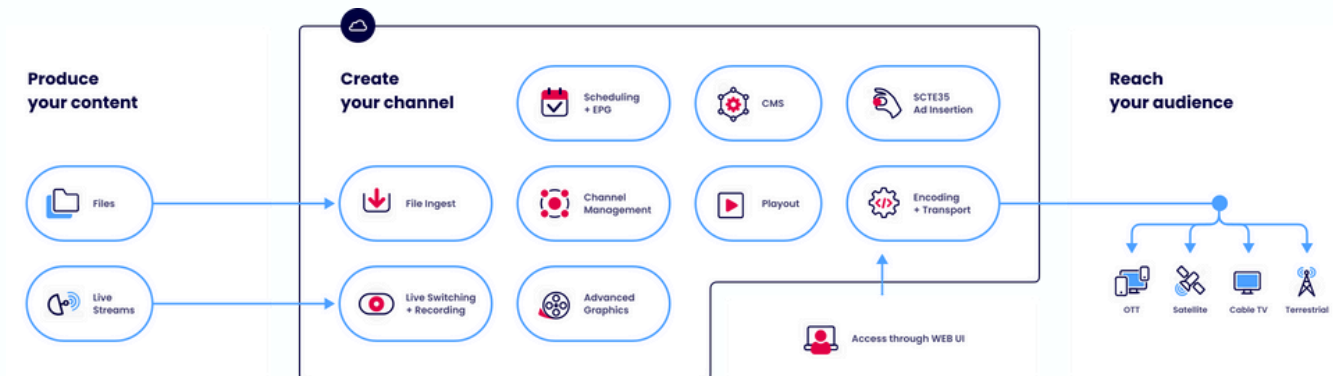 Produce
your content
Files
Live
Streams
Create
your channel
Scheduling
+ EPG
CMS
SCTE35
Ad Insertion
File Ingest
Channel
Management
Playout
Encoding
+ Transport
Live Switching
+ Recording
Advanced
Graphics
Access through WEB UI
Reach
your audience
OTT
Satellite
Cable TV
Terrestrial